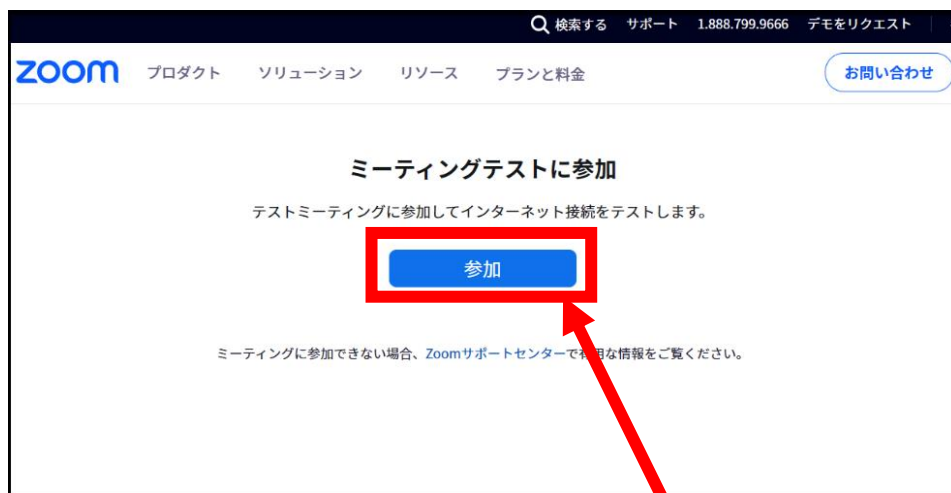 検索する サポート 1.888.799.9666 デモをリクエスト
zoom プロダクト ソリューション リソース プランと料金 お問い合わせ
ミーティングテストに参加
テストミーティングに参加してインターネット接続をテストします。
参加
ミーティングに参加できない場合、Zoomサポートセンターで有用な情報をご覧ください。